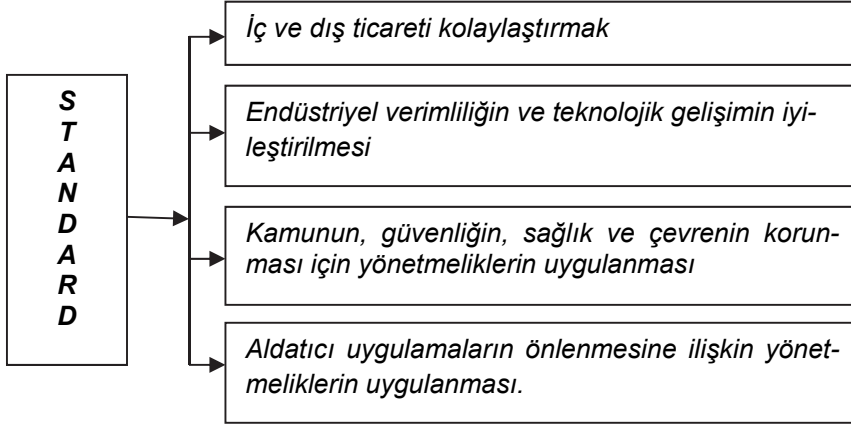 İç ve dış ticareti kolaylaştırmak
S
T
A
N
D
A
R
D
Endüstriyel verimliliğin ve teknolojik gelişimin iyi-
leştirilmesi
Kamunun, güvenliğin, sağlık ve çevrenin korun-
ması için yönetmeliklerin uygulanması
Aldatıcı uygulamaların önlenmesine ilişkin yönet-
meliklerin uygulanması.